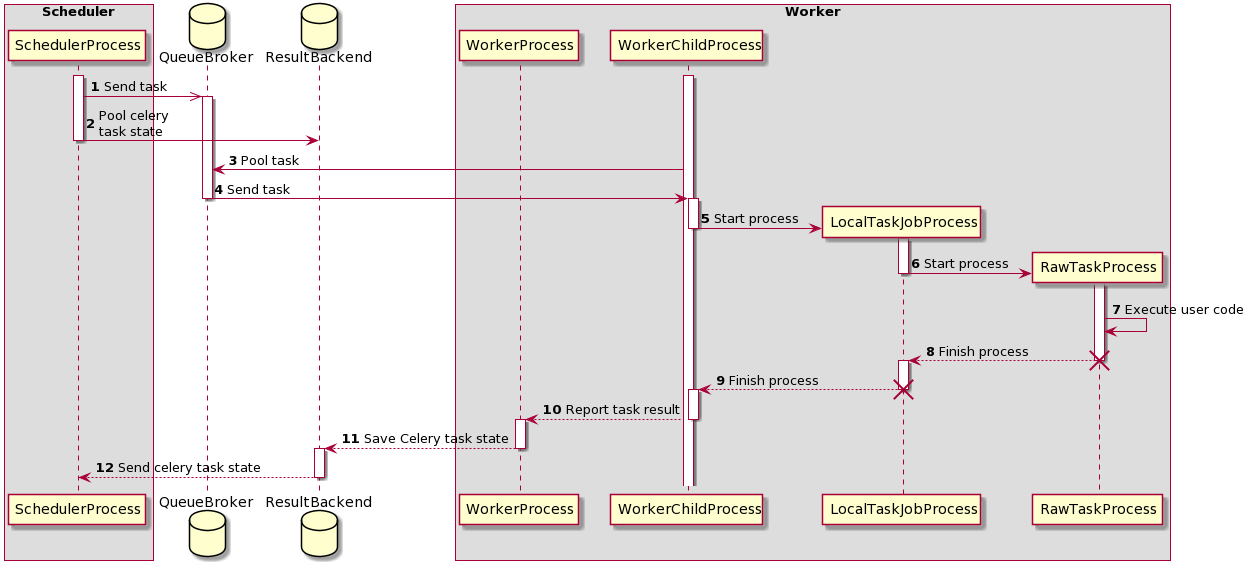 Scheduler
Worker
SchedulerProcess
QueueBroker
ResultBackend
WorkerProcess
WorkerChildProcess
1 Send task
2 Pool celery
task state
3 Pool task
4 Send task
5 Start process
LocalTaskJobProcess
6 Start process
RawTaskProcess
7 Execute user code
8 Finish process
9 Finish process
10 Report task result
11 Save Celery task state
12 Send celery task state
SchedulerProcess
QueueBroker
ResultBackend
WorkerProcess
WorkerChildProcess
LocalTaskJobProcess
RawTaskProcess